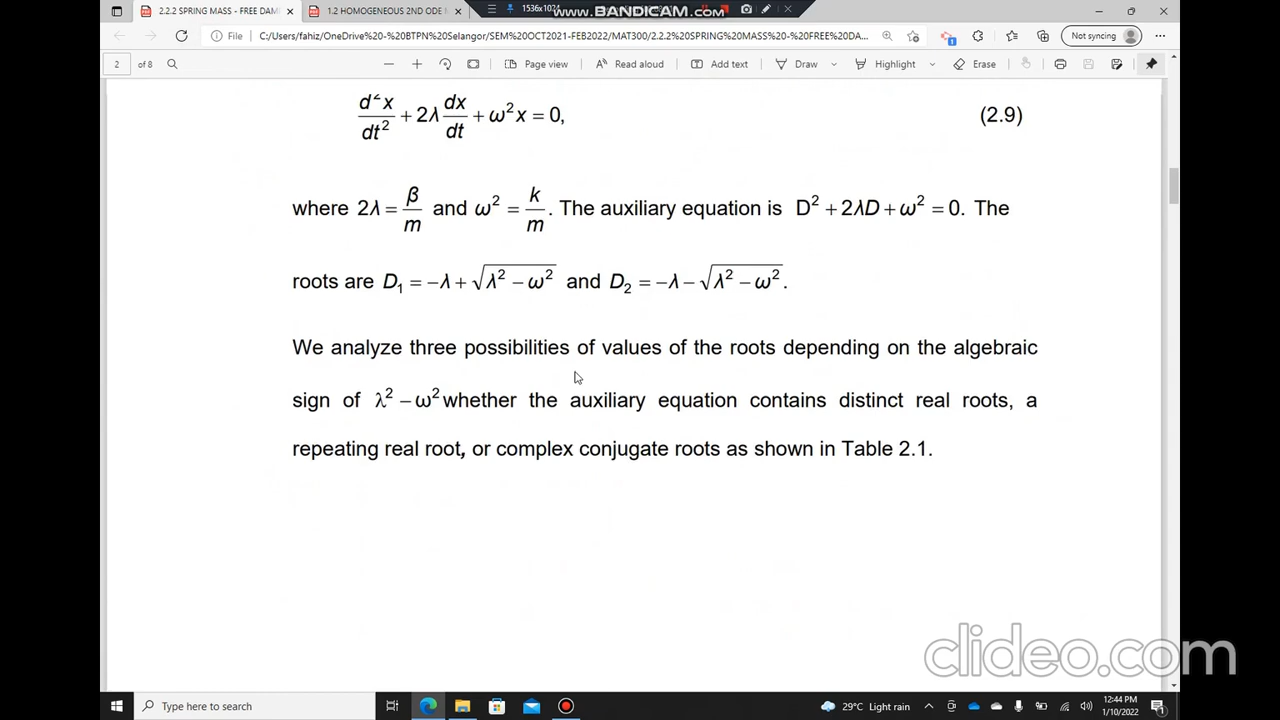 2.2.2 SPRING MASS - FREE DAM
1.2 HOMOGENEOUS 2ND ODE
1536x1024
www.BANDICAM.com
File
C:/Users/fahiz/OneDrive%20-%20BTPN%20Selangor/SEM%20OCT2021-FEB2022/MAT300/2.2.2%20SPRING%20MASS%20-%20FREE%20DA...
Not syncing
2 of 8
Page view
Read aloud
Add text
Draw
Highlight
Erase
d²x/dt² + 2λ dx/dt + ω²x = 0, (2.9)
where 2λ = β/m and ω² = k/m. The auxiliary equation is D² + 2λD + ω² = 0. The
roots are D₁ = −λ + √(λ² − ω²) and D₂ = −λ − √(λ² − ω²).
We analyze three possibilities of values of the roots depending on the algebraic
sign of λ² − ω² whether the auxiliary equation contains distinct real roots, a
repeating real root, or complex conjugate roots as shown in Table 2.1.
clideo.com
Type here to search
29°C Light rain
12:44 PM
1/10/2022